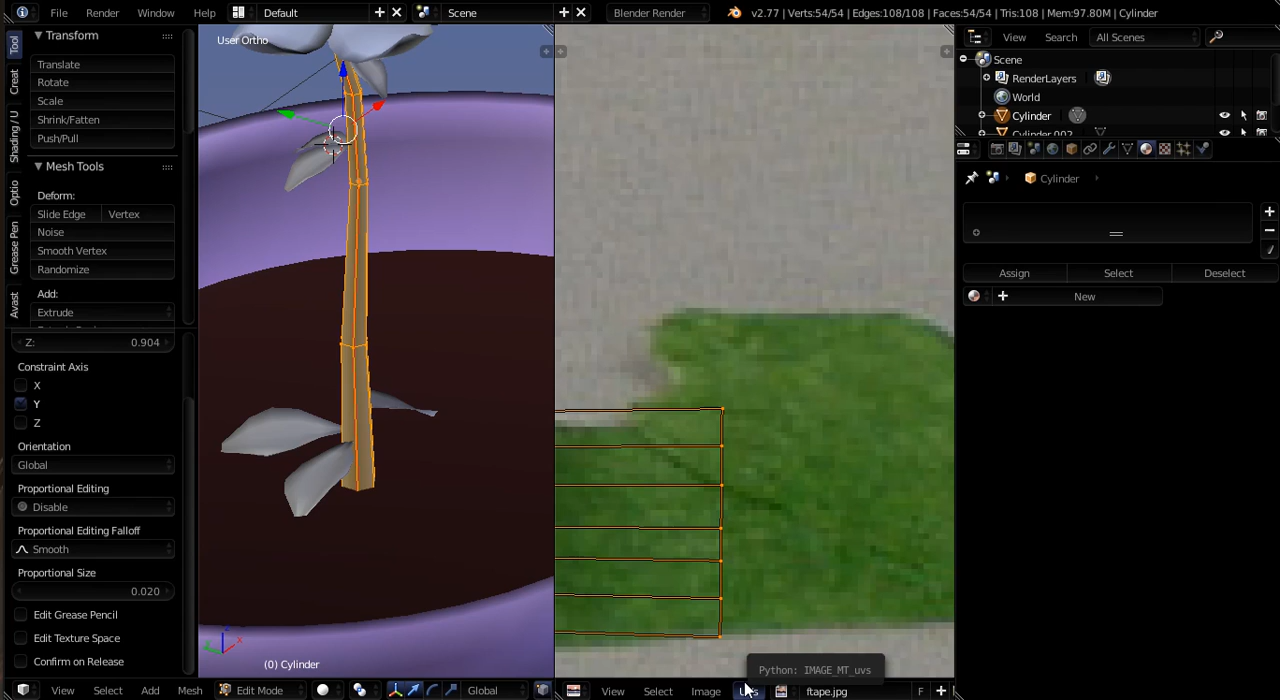 File Render Window Help Default Scene Blender Render v2.77 | Verts:54/54 | Edges:108/108 | Faces:54/54 | Tris:108 | Mem:97.80M | Cylinder
Tool
Creat
Shading / U
Optio
Grease Pen
Avast
Transform
Translate
Rotate
Scale
Shrink/Fatten
Push/Pull
Mesh Tools
Deform:
Slide Edge Vertex
Noise
Smooth Vertex
Randomize
Add:
Extrude
Z: 0.904
Constraint Axis
X
Y
Z
Orientation
Global
Proportional Editing
Disable
Proportional Editing Falloff
Smooth
Proportional Size
0.020
Edit Grease Pencil
Edit Texture Space
Confirm on Release
User Ortho
(0) Cylinder
View Select Add Mesh Edit Mode Global
Python: IMAGE_MT_uvs
View Select Image ftape.jpg F
View Search All Scenes
Scene
RenderLayers
World
Cylinder
Cylinder.002
Cylinder
Assign Select Deselect
New